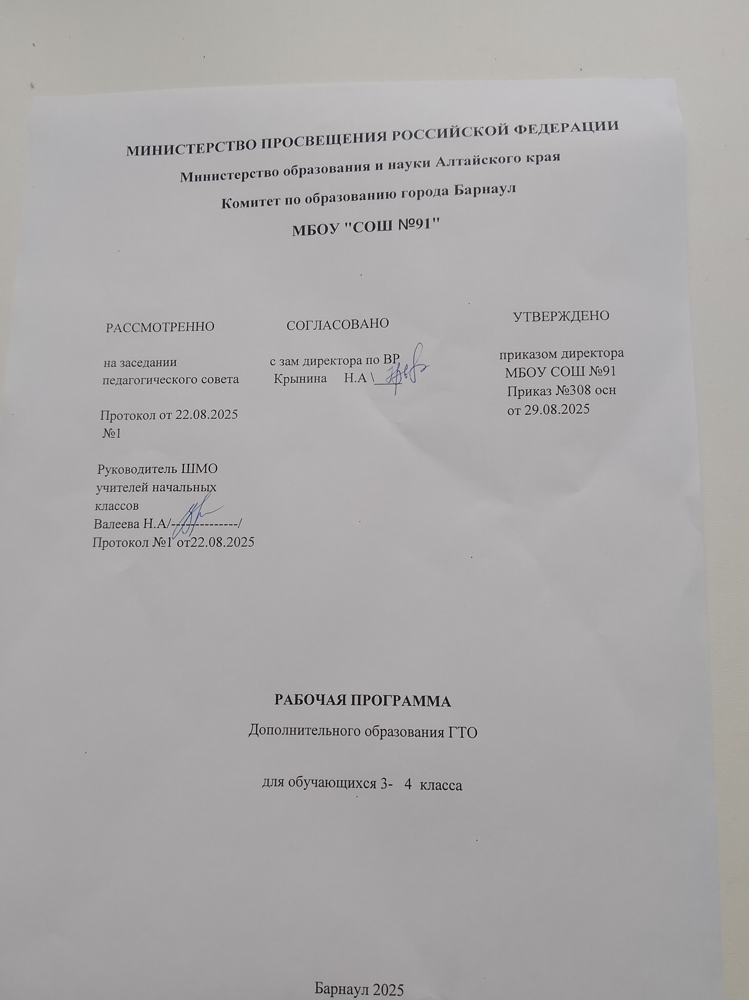 МИНИСТЕРСТВО ПРОСВЕЩЕНИЯ РОССИЙСКОЙ ФЕДЕРАЦИИ
Министерство образования и науки Алтайского края
Комитет по образованию города Барнаул
МБОУ "СОШ №91"
РАССМОТРЕННО
на заседании
педагогического совета
Протокол от 22.08.2025
№1
Руководитель ШМО
учителей начальных
классов
Валеева Н.А/--------------/
Протокол №1 от22.08.2025
СОГЛАСОВАНО
с зам директора по ВР
Крынина Н.А \____
УТВЕРЖДЕНО
приказом директора
МБОУ СОШ №91
Приказ №308 осн
от 29.08.2025
РАБОЧАЯ ПРОГРАММА
Дополнительного образования ГТО
для обучающихся 3- 4 класса
Барнаул 2025